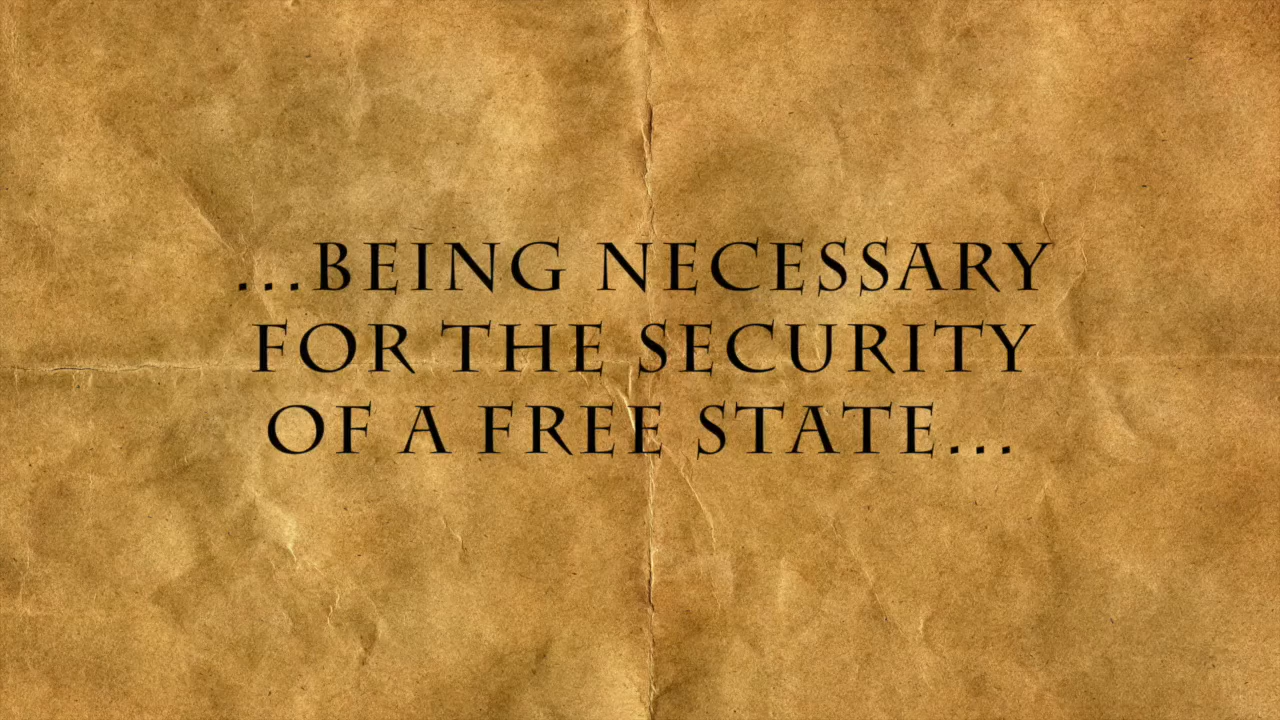 ...BEING NECESSARY
FOR THE SECURITY
OF A FREE STATE...